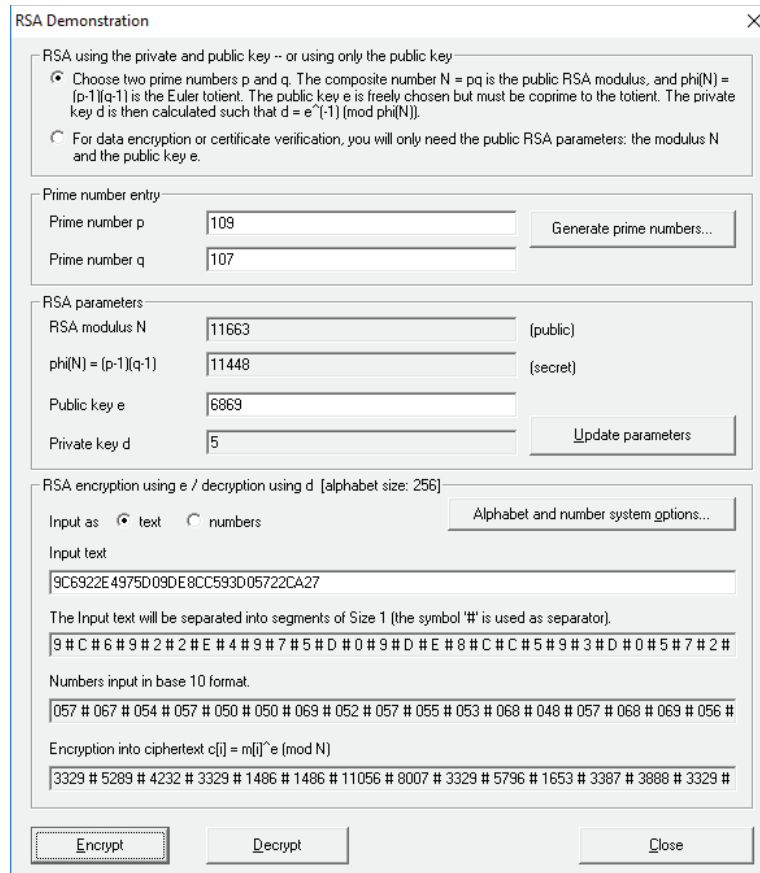 RSA Demonstration
RSA using the private and public key -- or using only the public key
Choose two prime numbers p and q. The composite number N = pq is the public RSA modulus, and phi(N) =
(p-1)(q-1) is the Euler totient. The public key e is freely chosen but must be coprime to the totient. The private
key d is then calculated such that d = e^(-1) (mod phi(N)).
For data encryption or certificate verification, you will only need the public RSA parameters: the modulus N
and the public key e.
Prime number entry
Prime number p 109 Generate prime numbers...
Prime number q 107
RSA parameters
RSA modulus N 11663 (public)
phi(N) = (p-1)(q-1) 11448 (secret)
Public key e 6869
Private key d 5 Update parameters
RSA encryption using e / decryption using d [alphabet size: 256]
Input as text numbers Alphabet and number system options...
Input text
9C6922E4975D09DE8CC593D05722CA27
The Input text will be separated into segments of Size 1 (the symbol '#' is used as separator).
9 # C # 6 # 9 # 2 # 2 # E # 4 # 9 # 7 # 5 # D # 0 # 9 # D # E # 8 # C # C # 5 # 9 # 3 # D # 0 # 5 # 7 # 2 #
Numbers input in base 10 format.
057 # 067 # 054 # 057 # 050 # 050 # 069 # 052 # 057 # 055 # 053 # 068 # 048 # 057 # 068 # 069 # 056 #
Encryption into ciphertext c[i] = m[i]^e (mod N)
3329 # 5289 # 4232 # 3329 # 1486 # 1486 # 11056 # 8007 # 3329 # 5796 # 1653 # 3387 # 3888 # 3329 #
Encrypt Decrypt Close